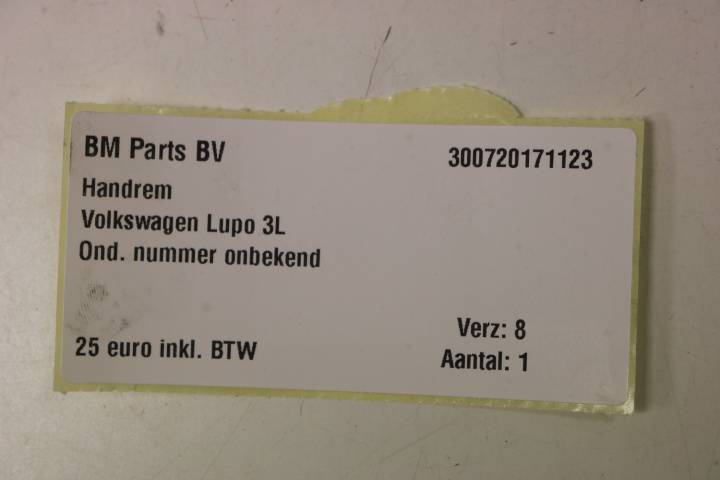 BM Parts BV 300720171123
Handrem
Volkswagen Lupo 3L
Ond. nummer onbekend
Verz: 8
25 euro inkl. BTW Aantal: 1